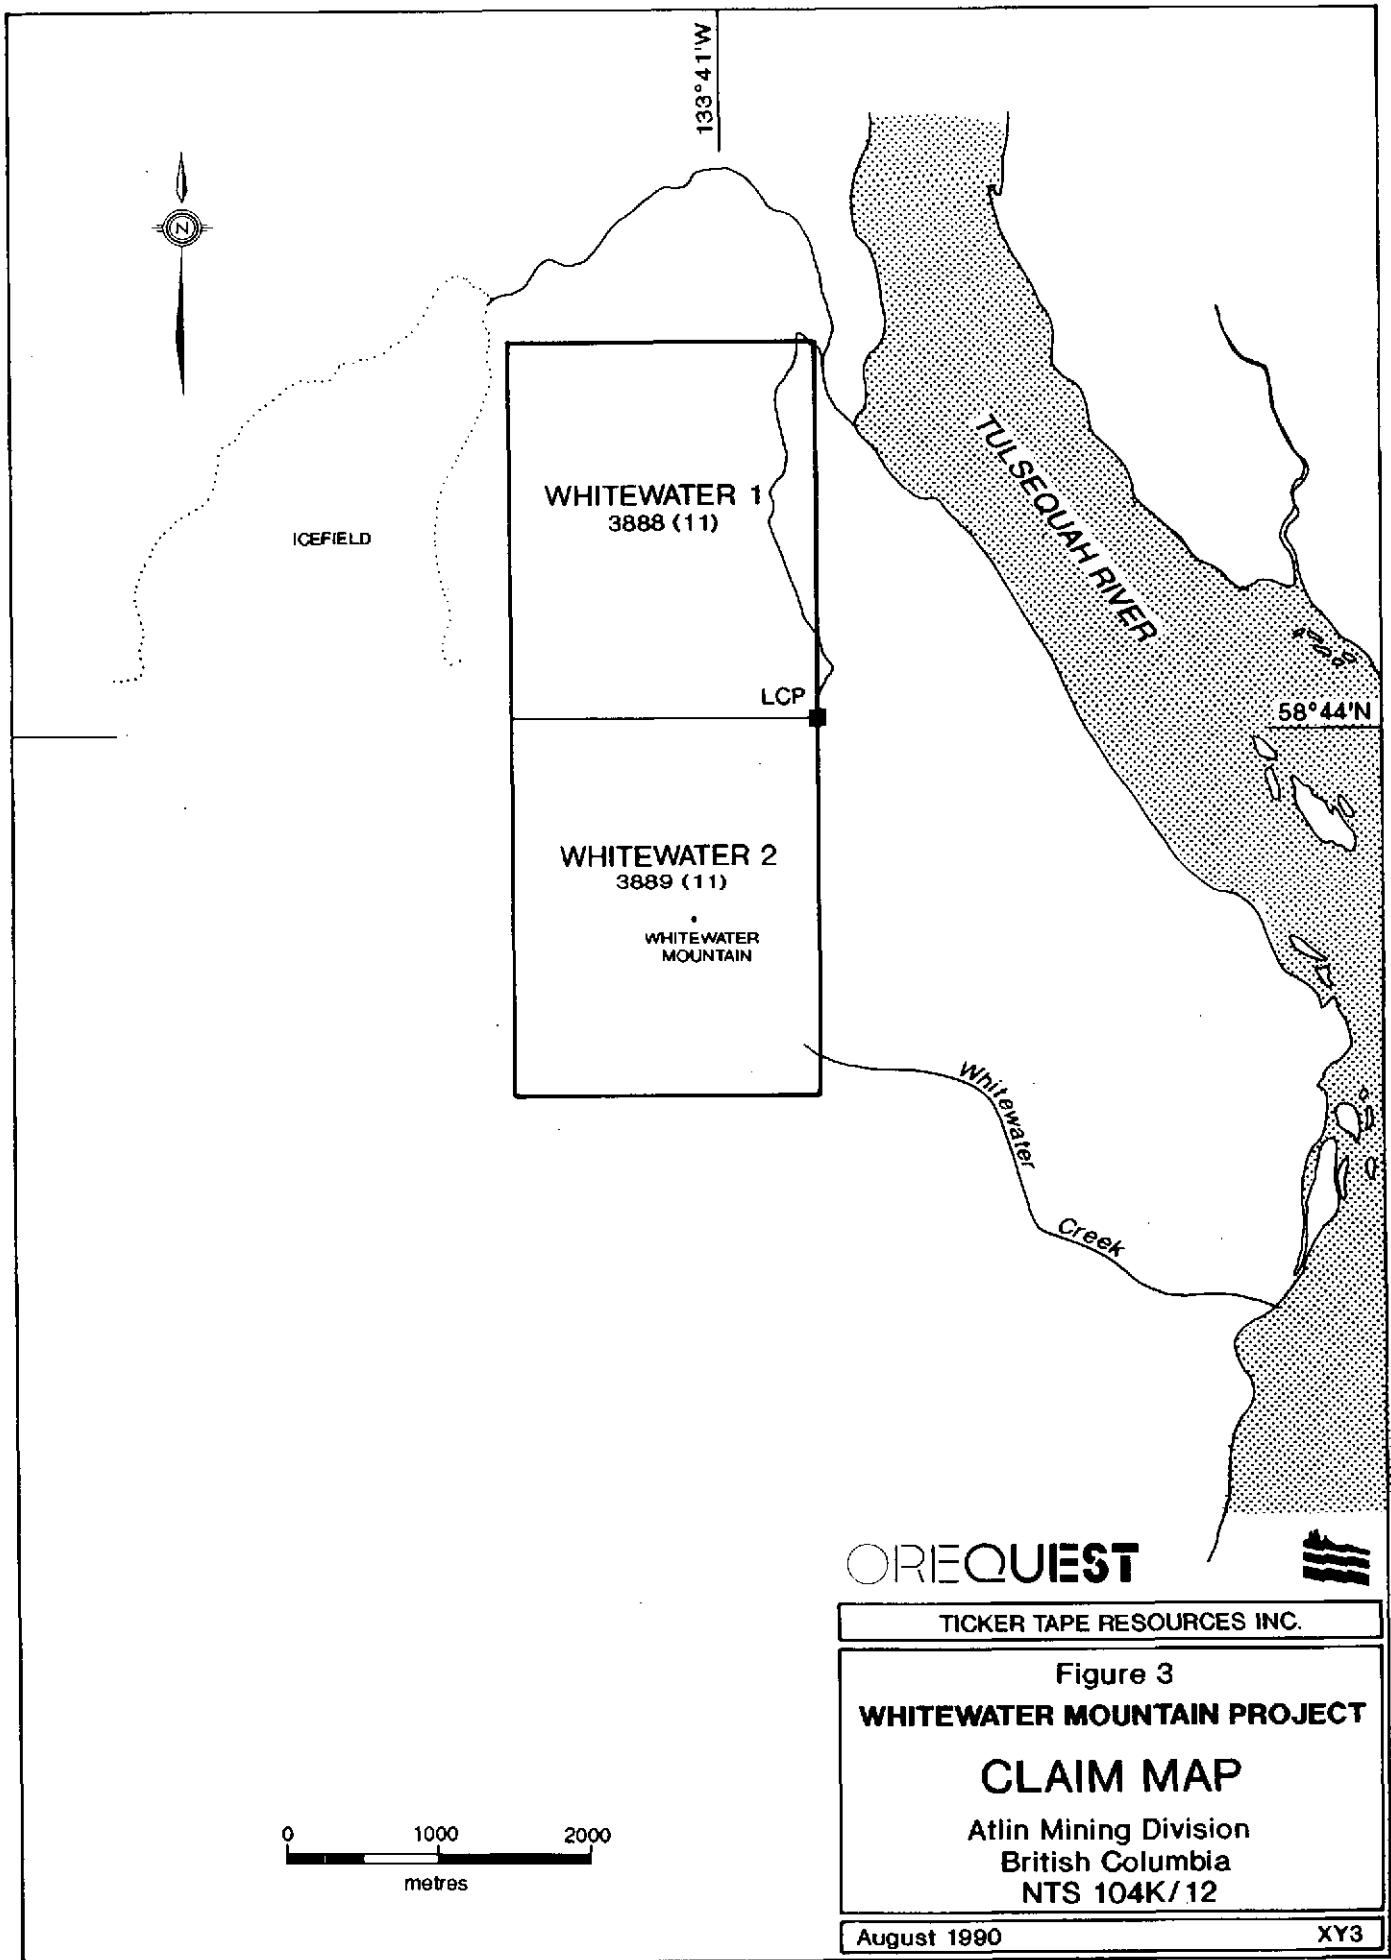 133°41'W
N
TULSEQUAH RIVER
WHITEWATER 1
3888 (11)
ICEFIELD
LCP
58°44'N
WHITEWATER 2
3889 (11)
WHITEWATER
MOUNTAIN
Whitewater
Creek
OREQUEST
TICKER TAPE RESOURCES INC.
Figure 3
WHITEWATER MOUNTAIN PROJECT
CLAIM MAP
Atlin Mining Division
British Columbia
NTS 104K/12
August 1990 XY3
0 1000 2000
metres